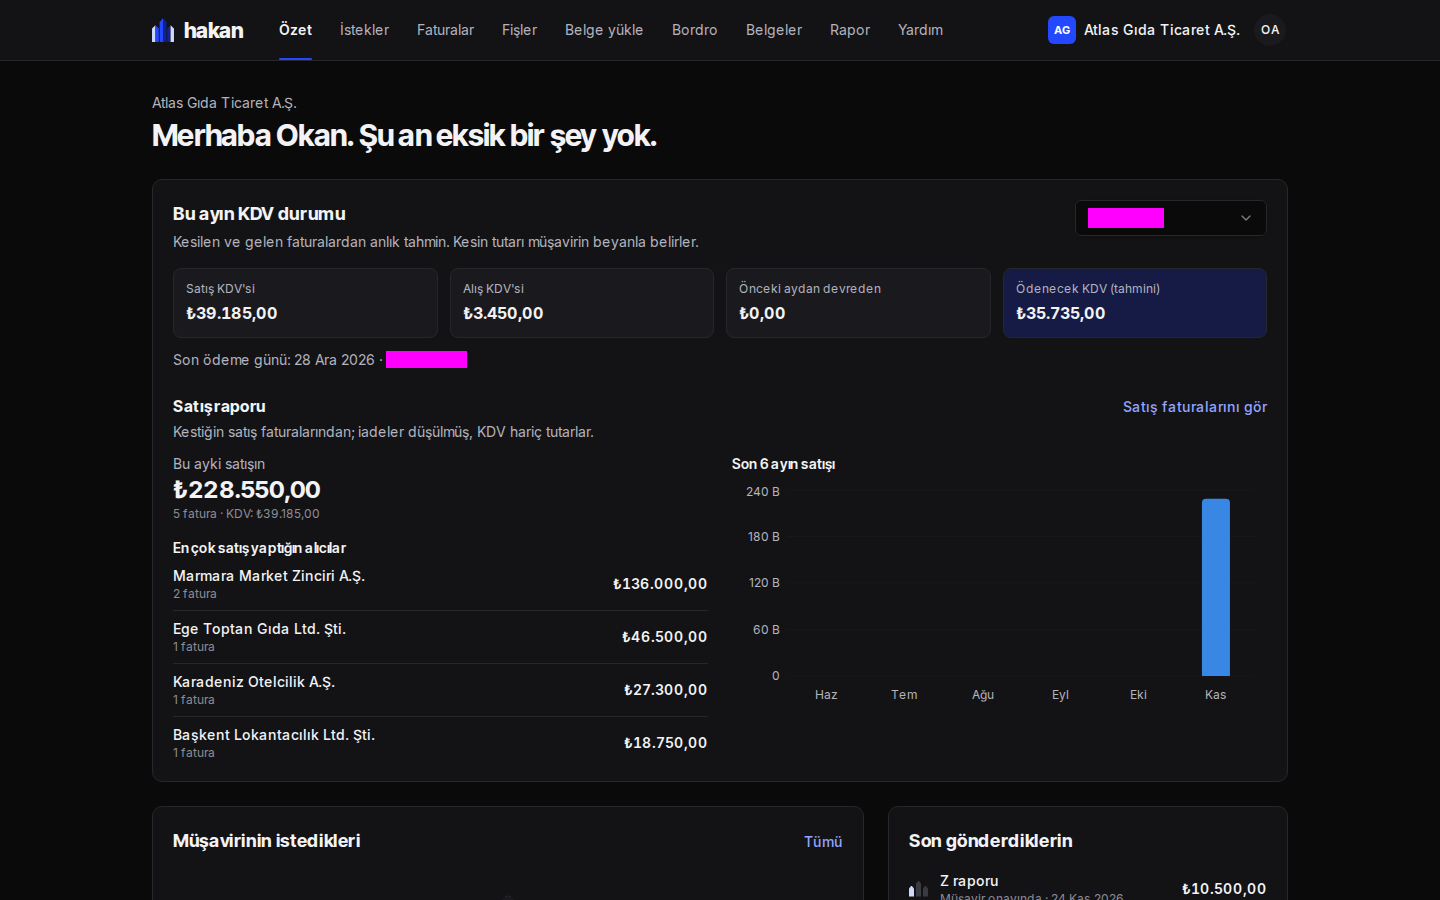 hakan
Özet
İstekler
Faturalar
Fişler
Belge yükle
Bordro
Belgeler
Rapor
Yardım
AG
Atlas Gıda Ticaret A.Ş.
OA
Atlas Gıda Ticaret A.Ş.
Merhaba Okan. Şu an eksik bir şey yok.
Bu ayın KDV durumu
Kesilen ve gelen faturalardan anlık tahmin. Kesin tutarı müşavirin beyanla belirler.
Satış KDV'si
₺39.185,00
Alış KDV'si
₺3.450,00
Önceki aydan devreden
₺0,00
Ödenecek KDV (tahmini)
₺35.735,00
Son ödeme günü: 28 Ara 2026 ·
Satış raporu
Satış faturalarını gör
Kestiğin satış faturalarından; iadeler düşülmüş, KDV hariç tutarlar.
Bu ayki satışın
₺228.550,00
5 fatura · KDV: ₺39.185,00
En çok satış yaptığın alıcılar
Marmara Market Zinciri A.Ş.
2 fatura
₺136.000,00
Ege Toptan Gıda Ltd. Şti.
1 fatura
₺46.500,00
Karadeniz Otelcilik A.Ş.
1 fatura
₺27.300,00
Başkent Lokantacılık Ltd. Şti.
1 fatura
₺18.750,00
Son 6 ayın satışı
240 B
180 B
120 B
60 B
0
Haz
Tem
Ağu
Eyl
Eki
Kas
Müşavirinin istedikleri
Tümü
Son gönderdiklerin
Z raporu
Müşavir onayında · 24 Kas 2026
₺10.500,00